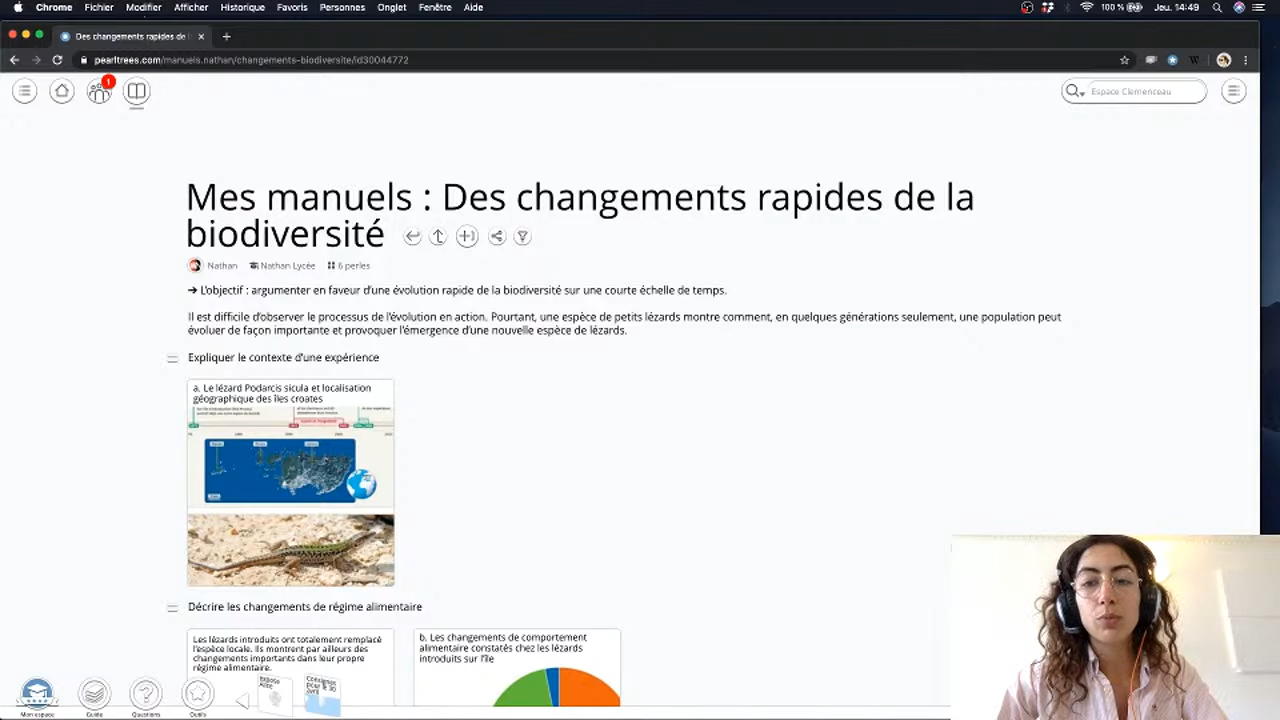 Chrome Fichier Modifier Afficher Historique Favoris Personnes Onglet Fenêtre Aide
100 % Jeu. 14:49
Des changements rapides de
pearltrees.com/manuels.nathan/changements-biodiversite/id30044772
1
Espace Clemenceau
Mes manuels : Des changements rapides de la
biodiversité
Nathan Nathan Lycée 6 perles
➔ L'objectif : argumenter en faveur d'une évolution rapide de la biodiversité sur une courte échelle de temps.
Il est difficile d'observer le processus de l'évolution en action. Pourtant, une espèce de petits lézards montre comment, en quelques générations seulement, une population peut
évoluer de façon importante et provoquer l'émergence d'une nouvelle espèce de lézards.
Expliquer le contexte d'une expérience
a. Le lézard Podarcis sicula et localisation
géographique des îles croates
Décrire les changements de régime alimentaire
Les lézards introduits ont totalement remplacé
l'espèce locale. Ils montrent par ailleurs des
changements importants dans leur propre
régime alimentaire.
b. Les changements de comportement
alimentaire constatés chez les lézards
introduits sur l'île
Mon espace Guide Questions Outils